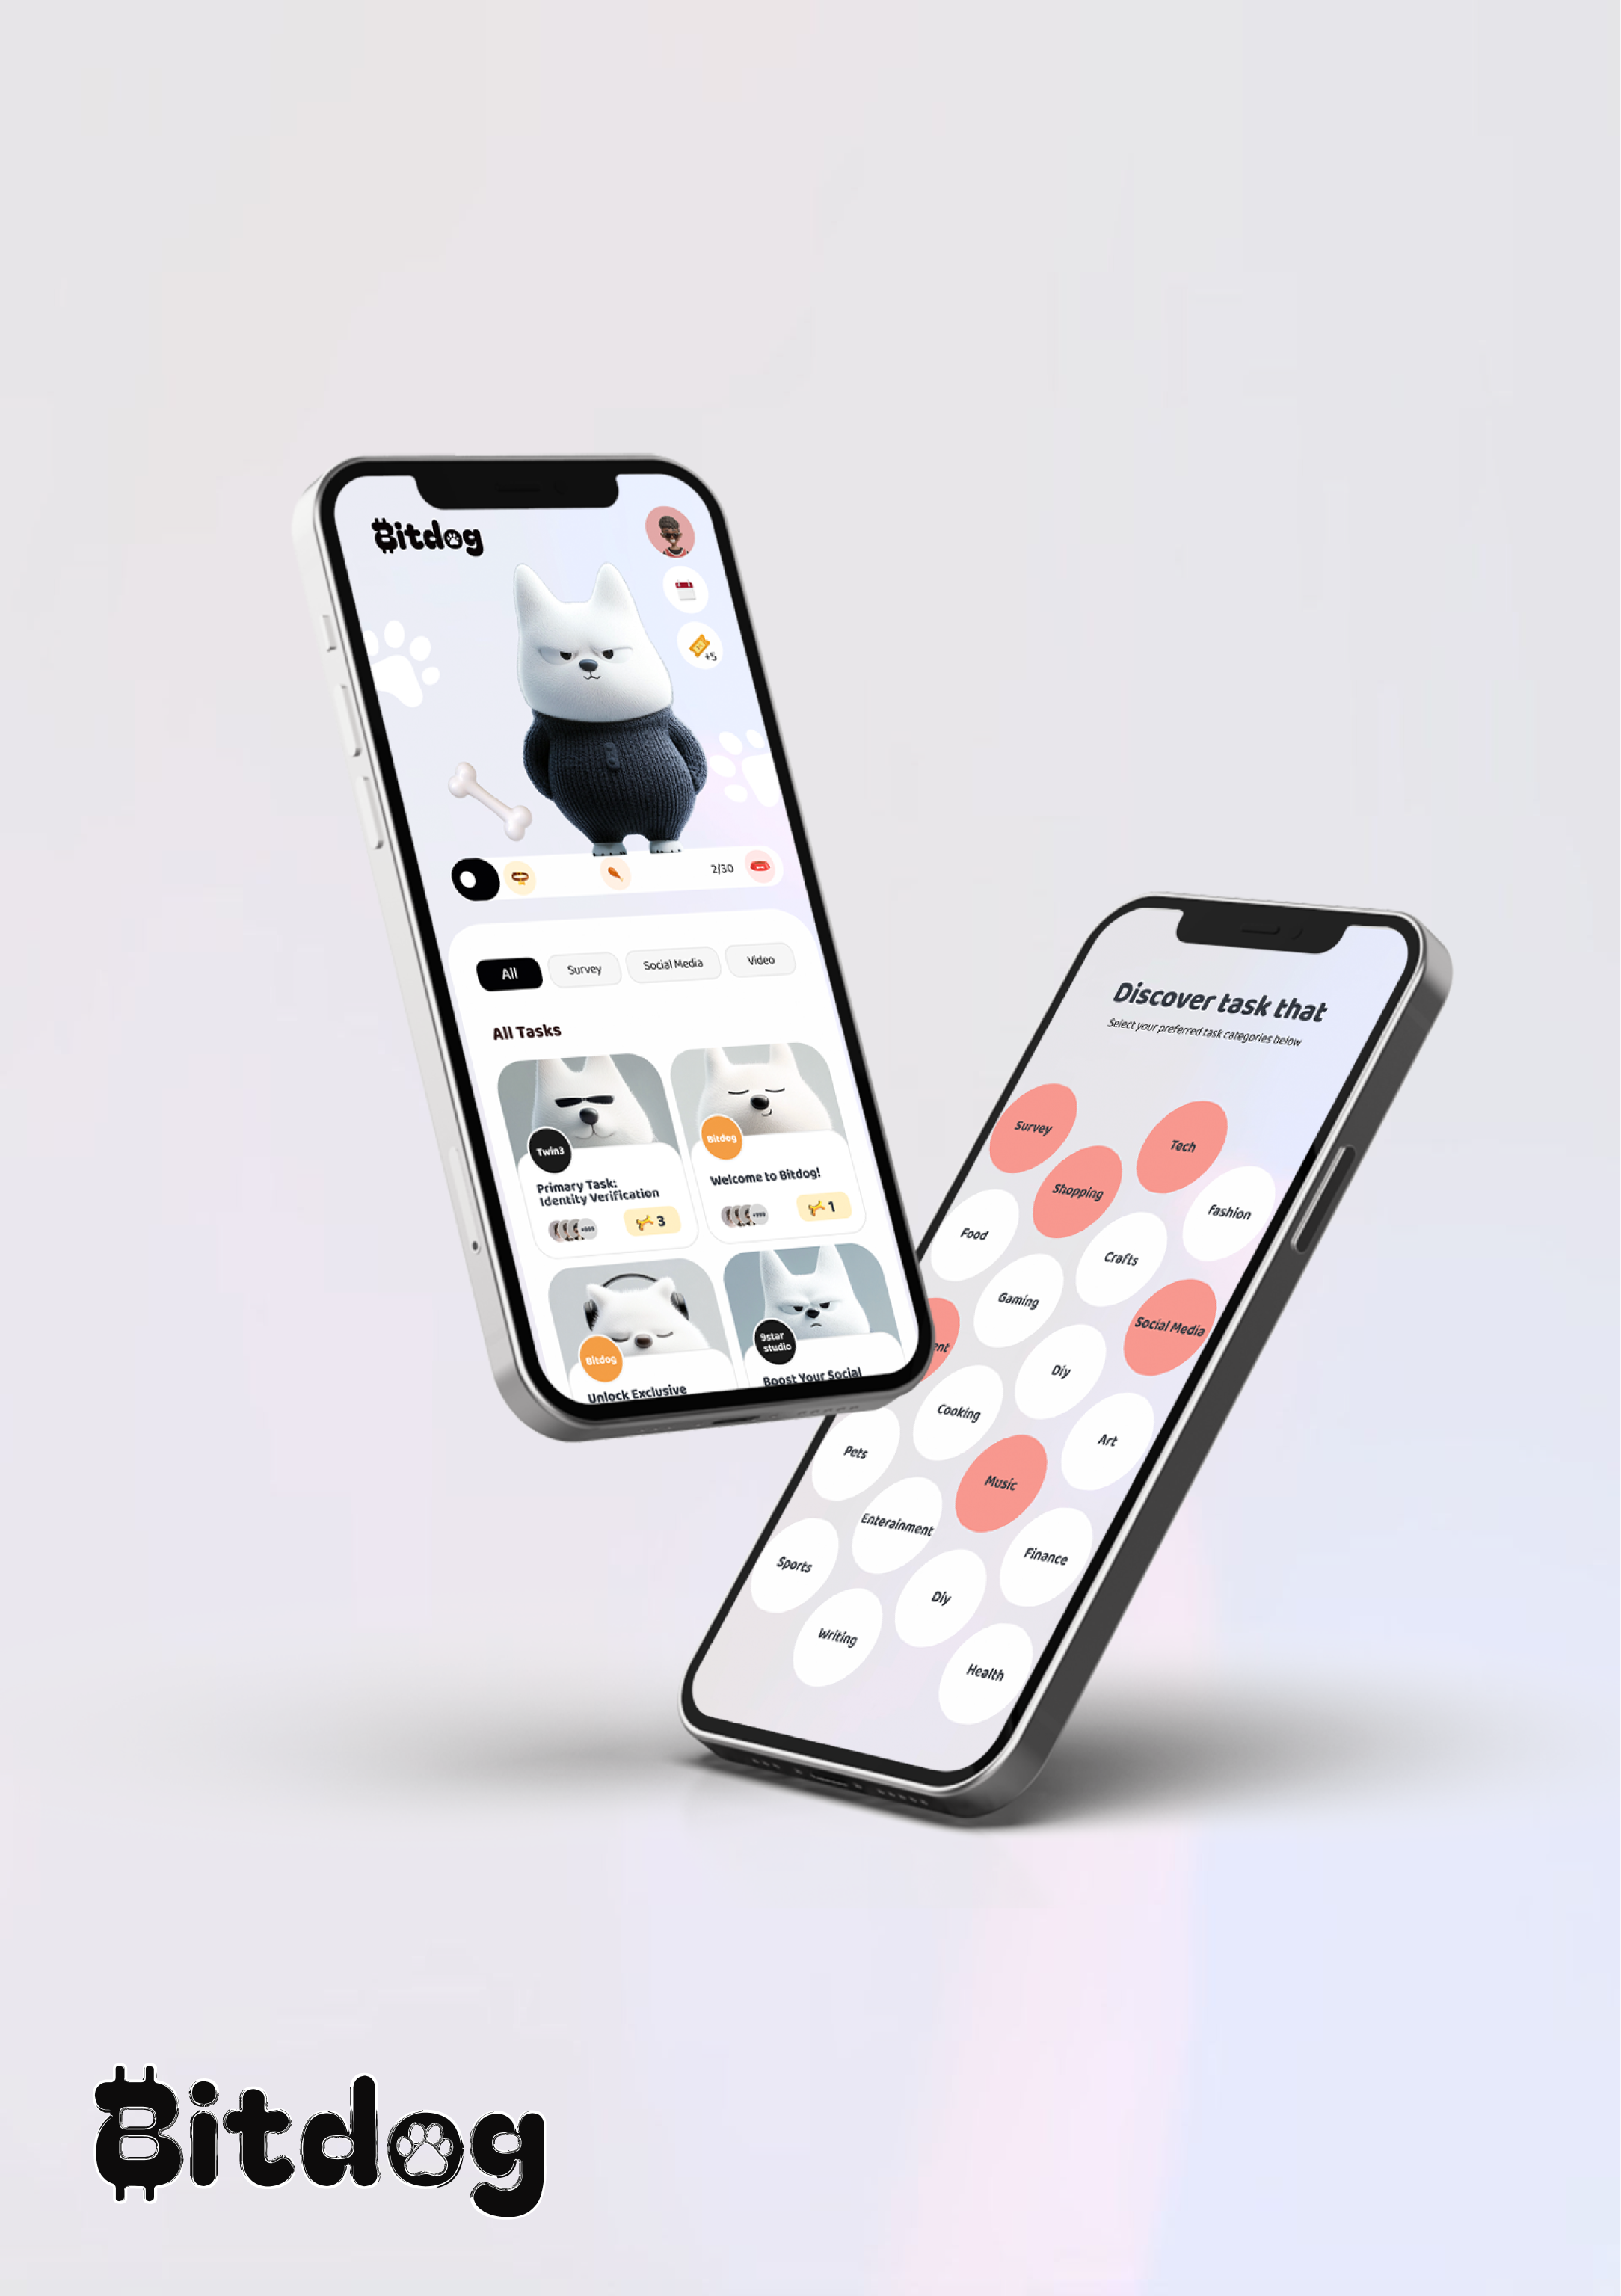 Bitdog
+5
2/30
All
Survey
Social Media
Video
All Tasks
Twin3
Primary Task:
Identity Verification
+999
3
Bitdog
Welcome to Bitdog!
+999
1
Bitdog
Unlock Exclusive
9star
studio
Boost Your Social
Discover task that
Select your preferred task categories below
Survey
Tech
Shopping
Fashion
Food
Crafts
Gaming
Social Media
Diy
Cooking
Art
Pets
Music
Enterainment
Finance
Sports
Diy
Writing
Health
Bitdog